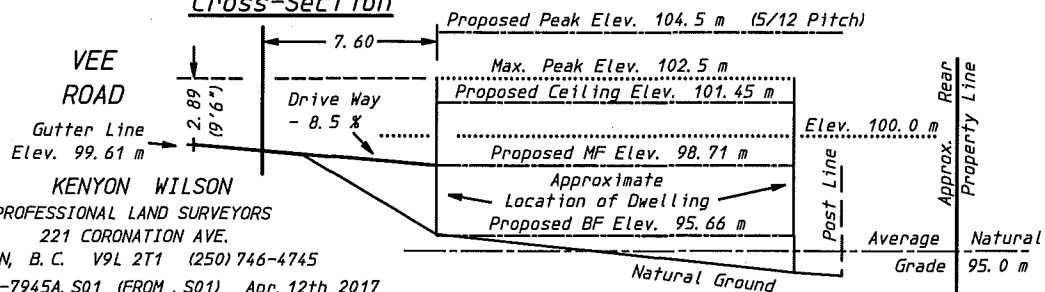 Cross-Section
Proposed Peak Elev. 104.5 m (5/12 Pitch)
7.60
VEE
ROAD
Max. Peak Elev. 102.5 m
Proposed Ceiling Elev. 101.45 m
2.89
(9'6")
Drive Way
- 8.5 %
Elev. 100.0 m
Gutter Line
Elev. 99.61 m
Proposed MF Elev. 98.71 m
Approximate
Location of Dwelling
Proposed BF Elev. 95.66 m
Post Line
Approx. Rear
Property Line
KENYON WILSON
PROFESSIONAL LAND SURVEYORS
221 CORONATION AVE.
N, B.C. V9L 2T1 (250) 746-4745
-7945A.S01 (FROM .S01) Apr. 12th 2017
Natural Ground
Average Natural
Grade 95.0 m